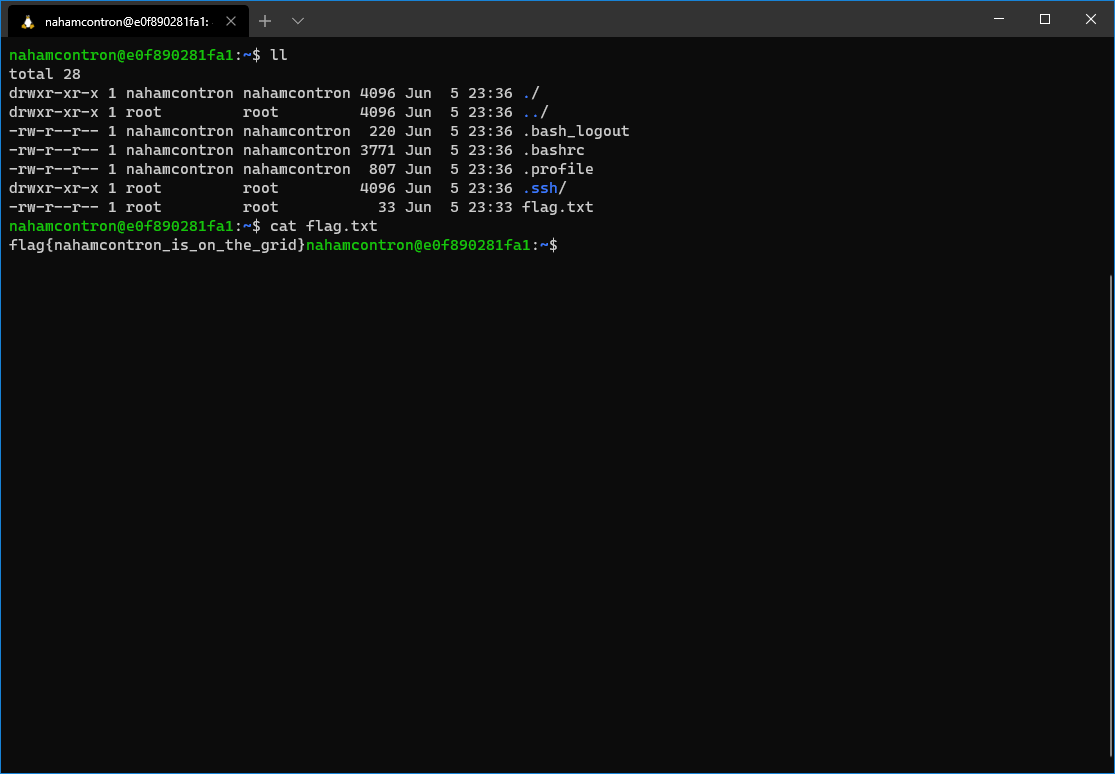 nahamcontron@e0f890281fa1:
nahamcontron@e0f890281fa1:~$ ll
total 28
drwxr-xr-x 1 nahamcontron nahamcontron 4096 Jun  5 23:36 ./
drwxr-xr-x 1 root         root         4096 Jun  5 23:36 ../
-rw-r--r-- 1 nahamcontron nahamcontron  220 Jun  5 23:36 .bash_logout
-rw-r--r-- 1 nahamcontron nahamcontron 3771 Jun  5 23:36 .bashrc
-rw-r--r-- 1 nahamcontron nahamcontron  807 Jun  5 23:36 .profile
drwxr-xr-x 1 root         root         4096 Jun  5 23:36 .ssh/
-rw-r--r-- 1 root         root           33 Jun  5 23:33 flag.txt
nahamcontron@e0f890281fa1:~$ cat flag.txt
flag{nahamcontron_is_on_the_grid}nahamcontron@e0f890281fa1:~$